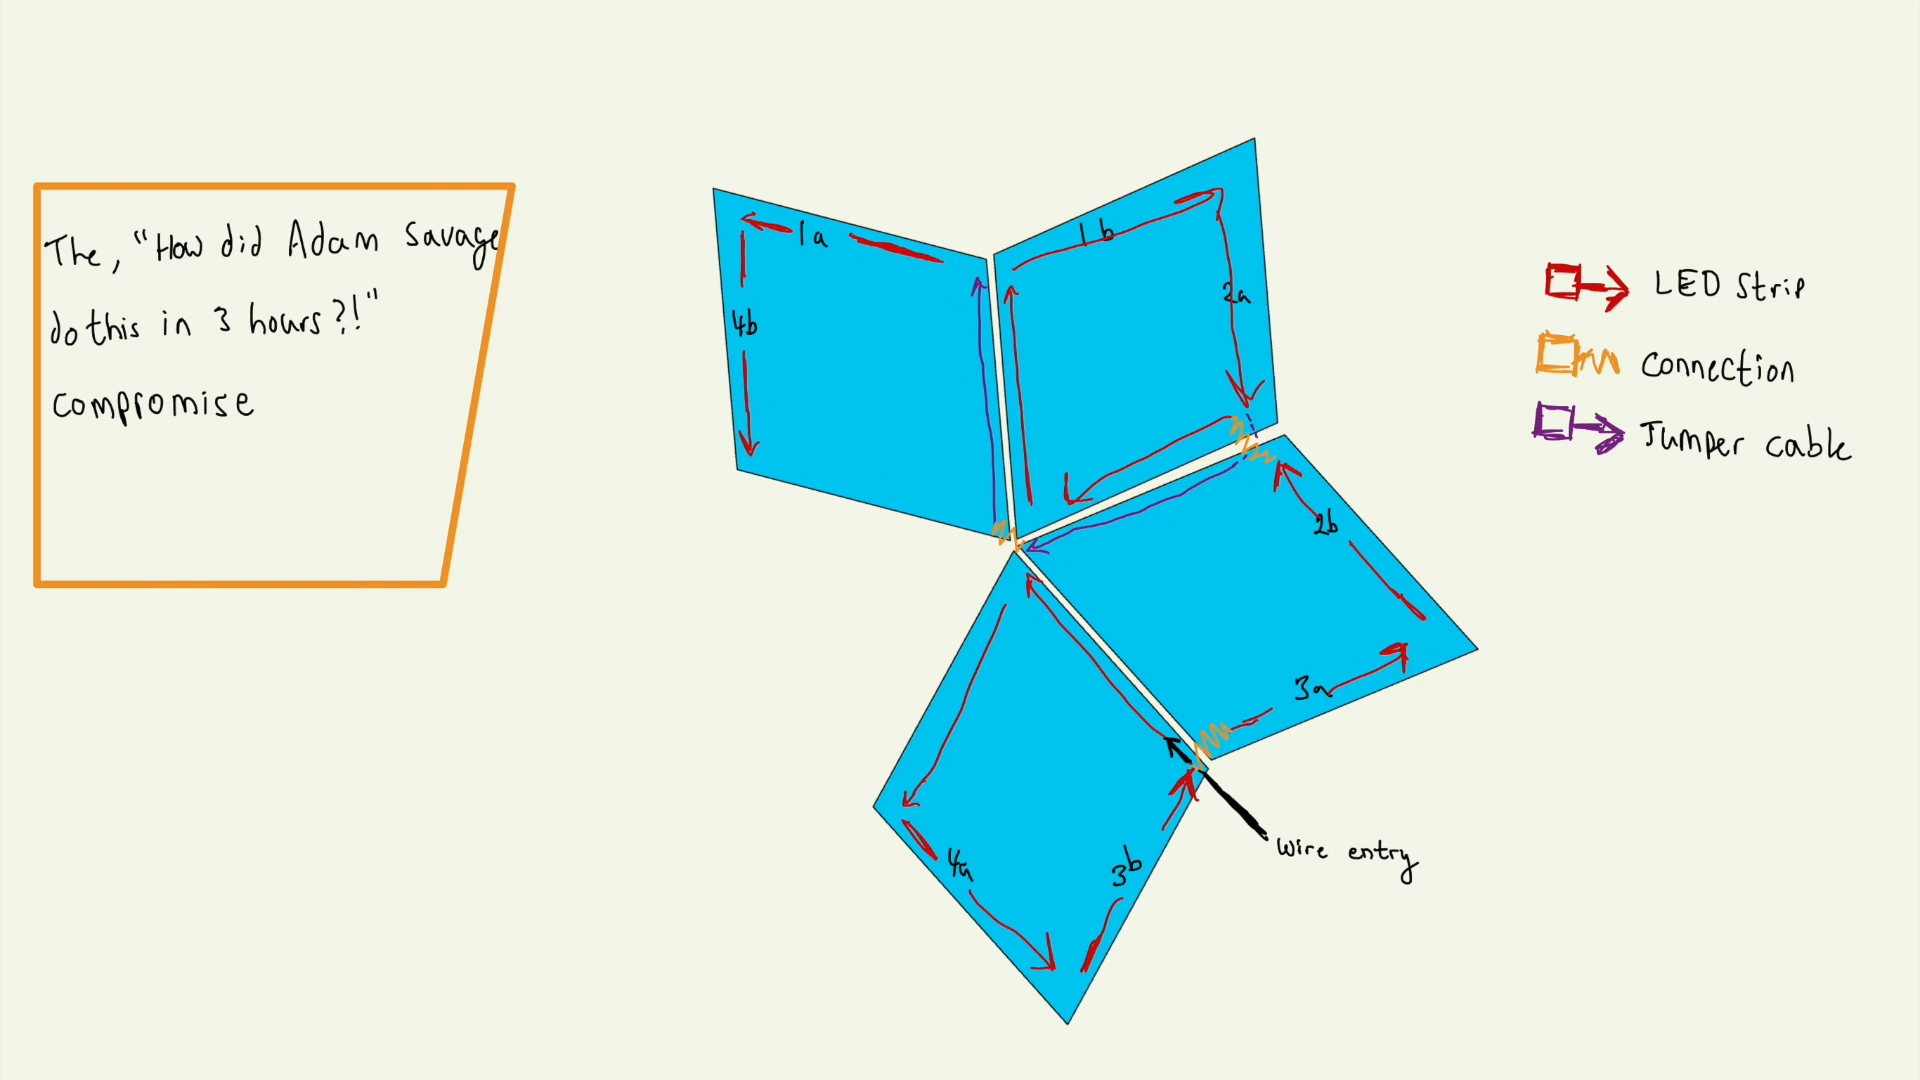 The, "How did Adam Savage
do this in 3 hours?!"
compromise
1a
1b
4b
2a
2b
3a
4a
3b
wire entry
LED Strip
Connection
Jumper cable